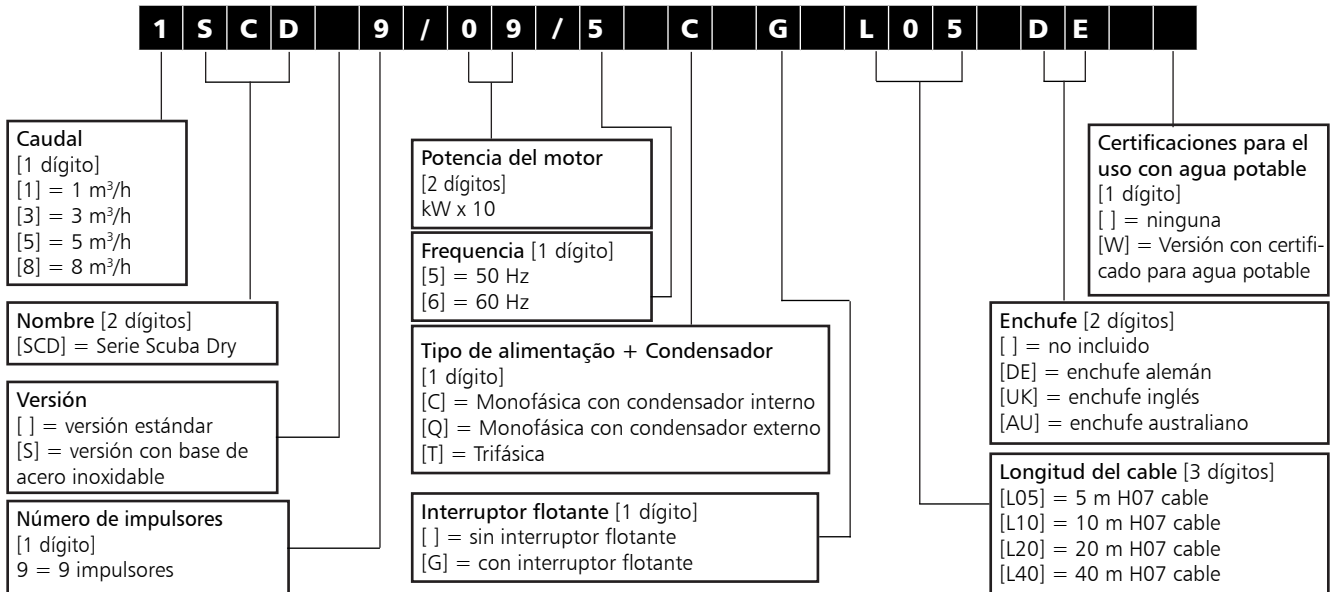 1 S C D 9 / 0 9 / 5 C G L 0 5 D E
Caudal
[1 dígito]
[1] = 1 m³/h
[3] = 3 m³/h
[5] = 5 m³/h
[8] = 8 m³/h
Nombre [2 dígitos]
[SCD] = Serie Scuba Dry
Versión
[ ] = versión estándar
[S] = versión con base de
acero inoxidable
Número de impulsores
[1 dígito]
9 = 9 impulsores
Potencia del motor
[2 dígitos]
kW x 10
Frequencia [1 dígito]
[5] = 50 Hz
[6] = 60 Hz
Tipo de alimentação + Condensador
[1 dígito]
[C] = Monofásica con condensador interno
[Q] = Monofásica con condensador externo
[T] = Trifásica
Interruptor flotante [1 dígito]
[ ] = sin interruptor flotante
[G] = con interruptor flotante
Certificaciones para el
uso con agua potable
[1 dígito]
[ ] = ninguna
[W] = Versión con certifi-
cado para agua potable
Enchufe [2 dígitos]
[ ] = no incluido
[DE] = enchufe alemán
[UK] = enchufe inglés
[AU] = enchufe australiano
Longitud del cable [3 dígitos]
[L05] = 5 m H07 cable
[L10] = 10 m H07 cable
[L20] = 20 m H07 cable
[L40] = 40 m H07 cable